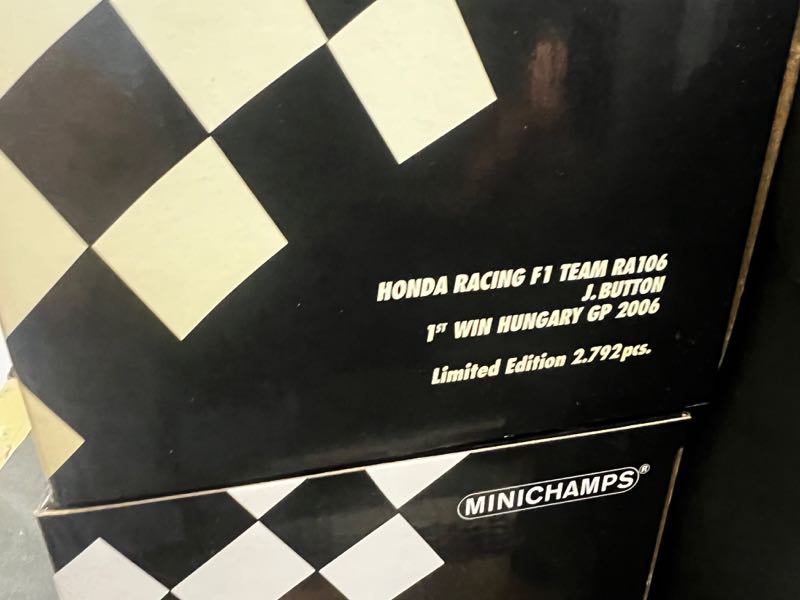 HONDA RACING F1 TEAM RA106
J. BUTTON
1ST WIN HUNGARY GP 2006
Limited Edition 2.792pcs.
MINICHAMPS®